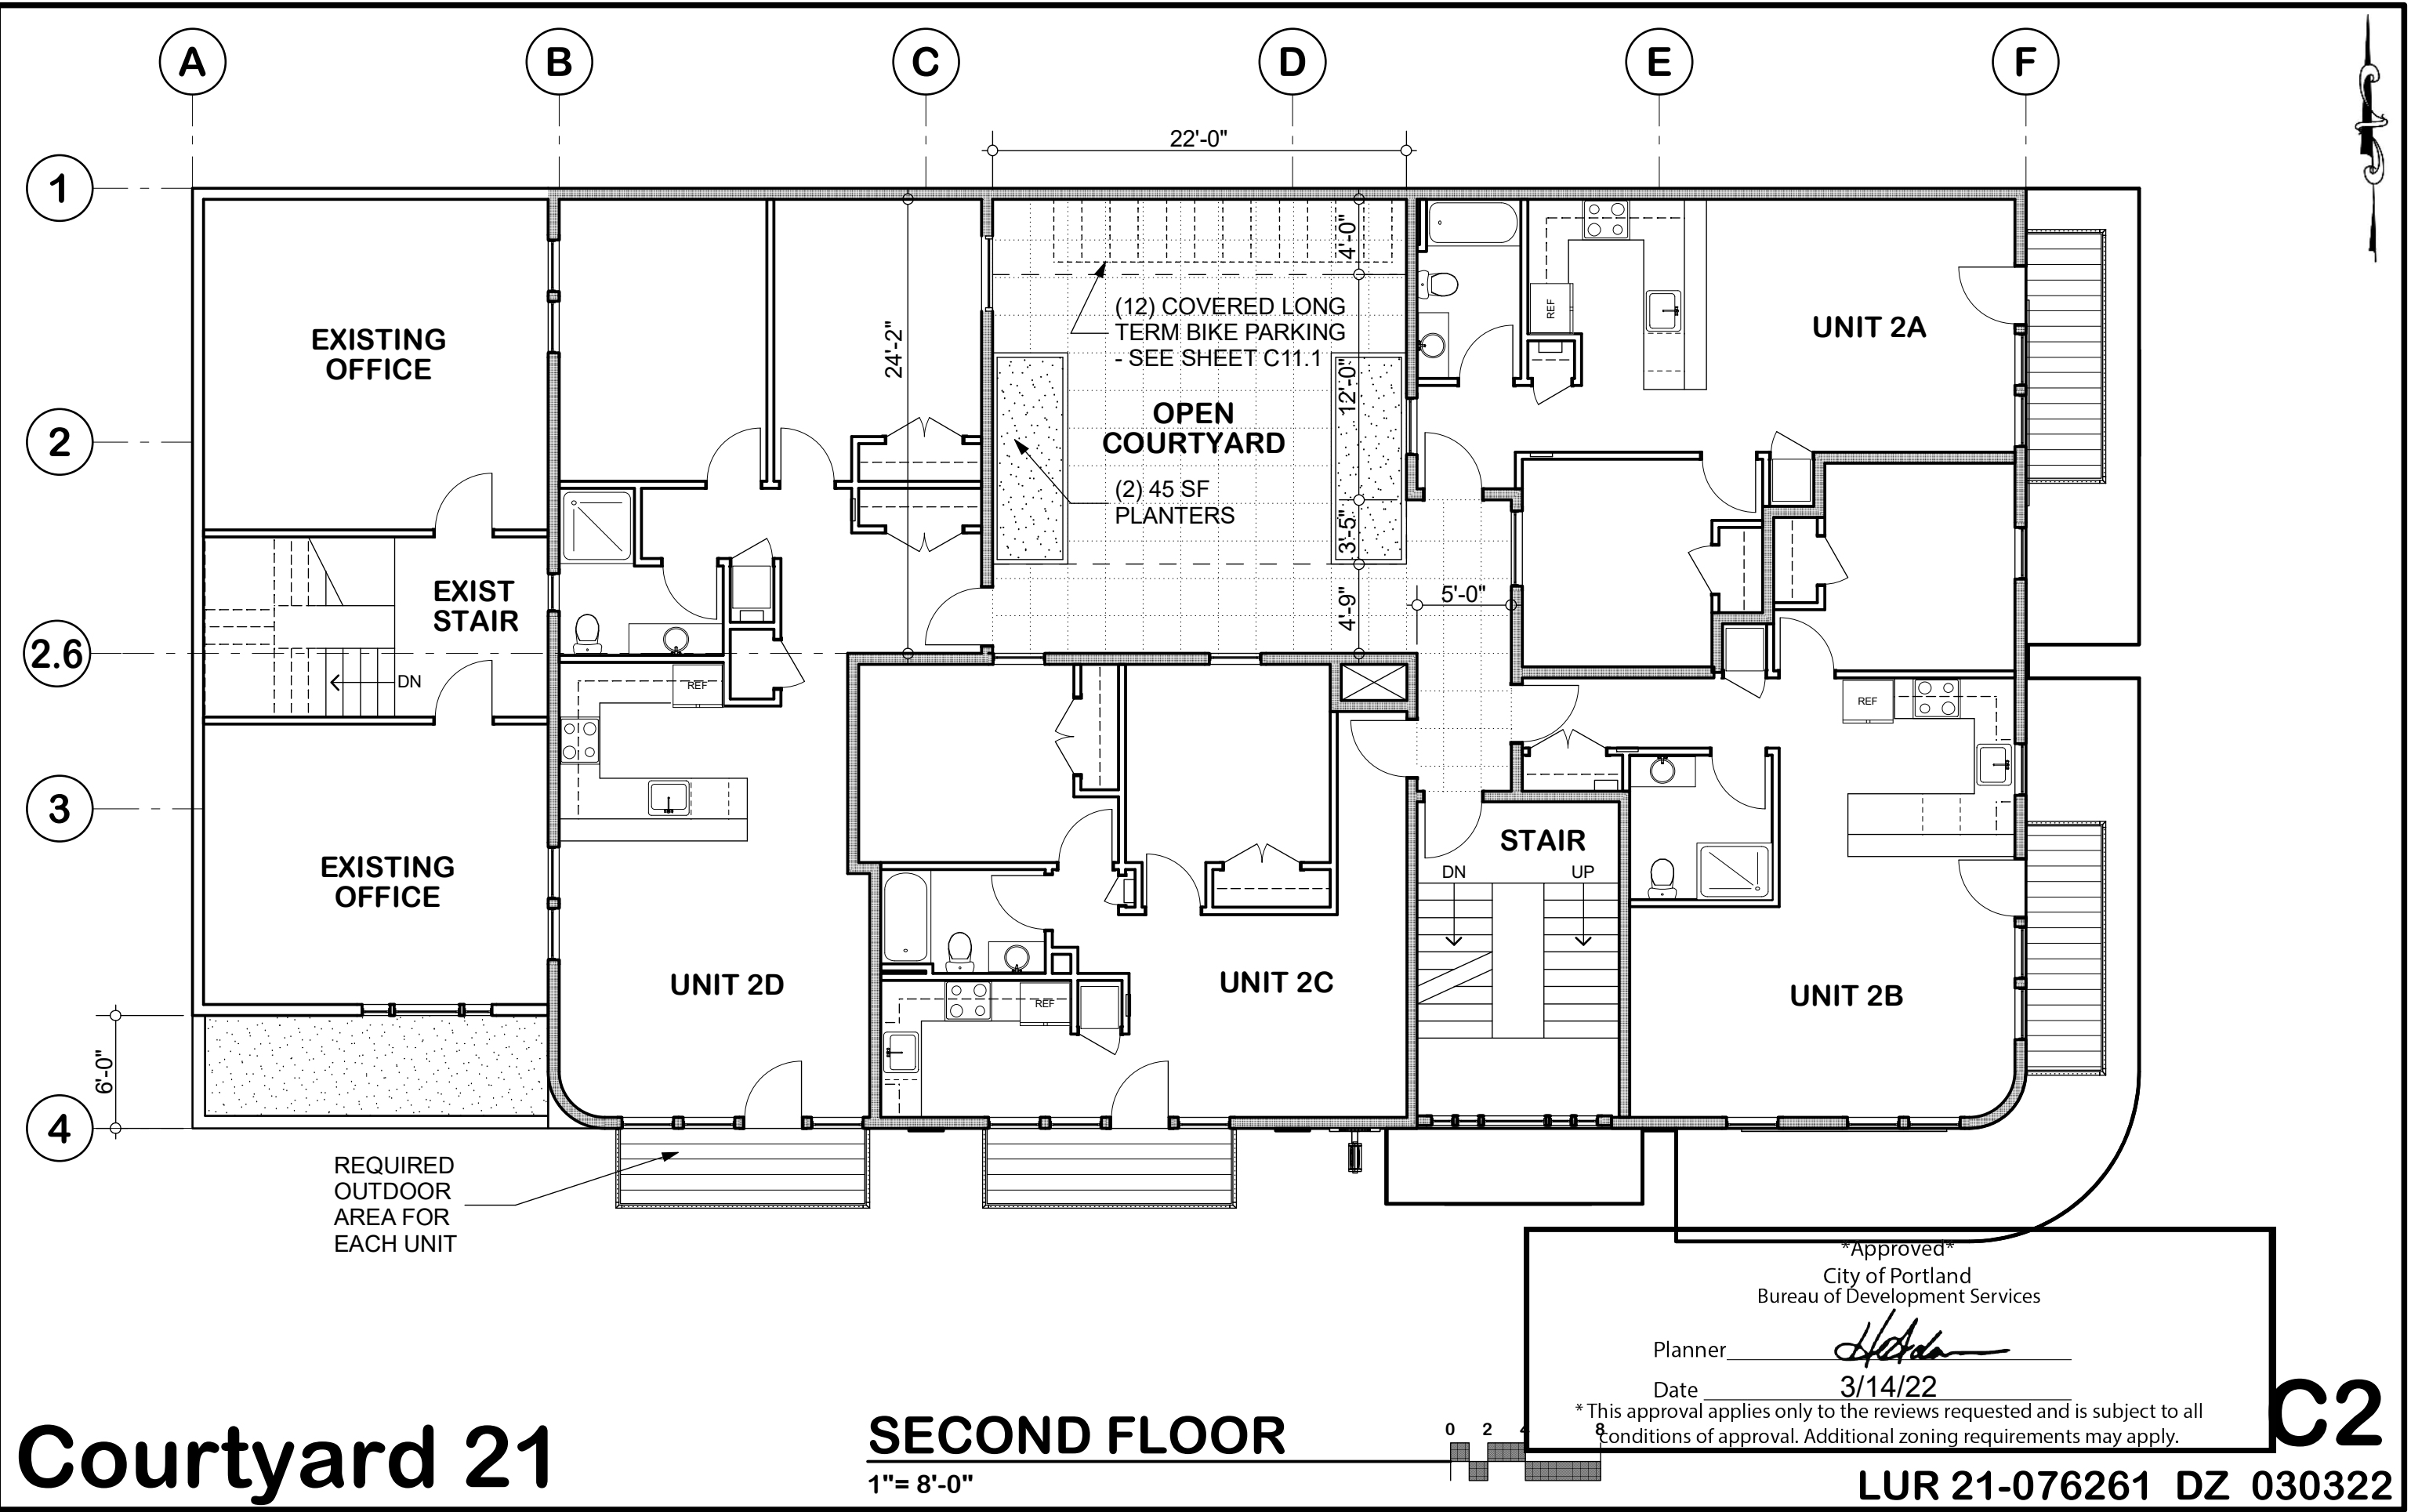 A
B
C
D
E
F
22'-0"
1
4'-0"
(12) COVERED LONG
TERM BIKE PARKING
- SEE SHEET C11.1
REF
UNIT 2A
EXISTING
OFFICE
24'-2"
12'-0"
OPEN
COURTYARD
2
(2) 45 SF
PLANTERS
3'-5"
EXIST
STAIR
4'-9"
5'-0"
2.6
DN
REF
REF
3
STAIR
DN
UP
EXISTING
OFFICE
UNIT 2D
UNIT 2C
UNIT 2B
REF
6'-0"
4
REQUIRED
OUTDOOR
AREA FOR
EACH UNIT
*Approved*
City of Portland
Bureau of Development Services
Planner
Date 3/14/22
* This approval applies only to the reviews requested and is subject to all
conditions of approval. Additional zoning requirements may apply.
C2
Courtyard 21
SECOND FLOOR
1"= 8'-0"
0 2 4 8
LUR 21-076261 DZ 030322